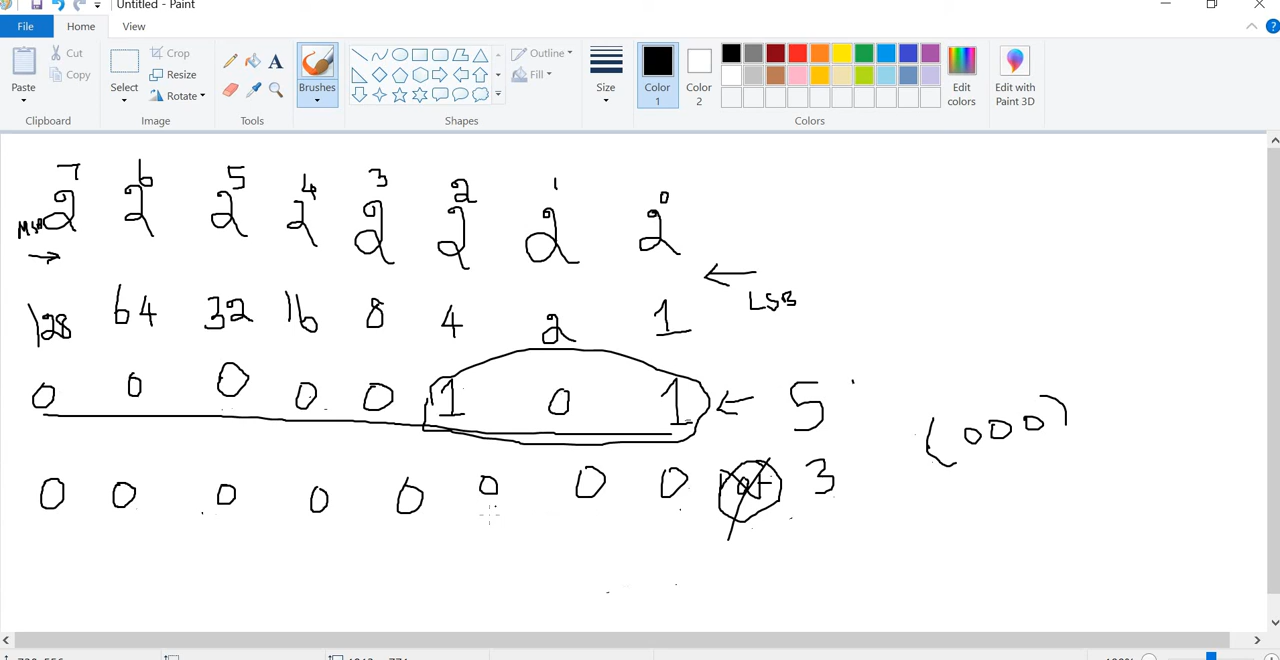 Untitled - Paint
File Home View
Paste Cut Copy Select Crop Resize Rotate Brushes Outline Fill Size Color 1 Color 2 Edit colors Edit with Paint 3D
Clipboard Image Tools Shapes Colors
7 6 5 4 3 2 1 0
MSB 2 2 2 2 2 2 2 2
LSB
128 64 32 16 8 4 2 1
0 0 0 0 0 1 0 1 5
(000)
0 0 0 0 0 0 0 0 3
100%